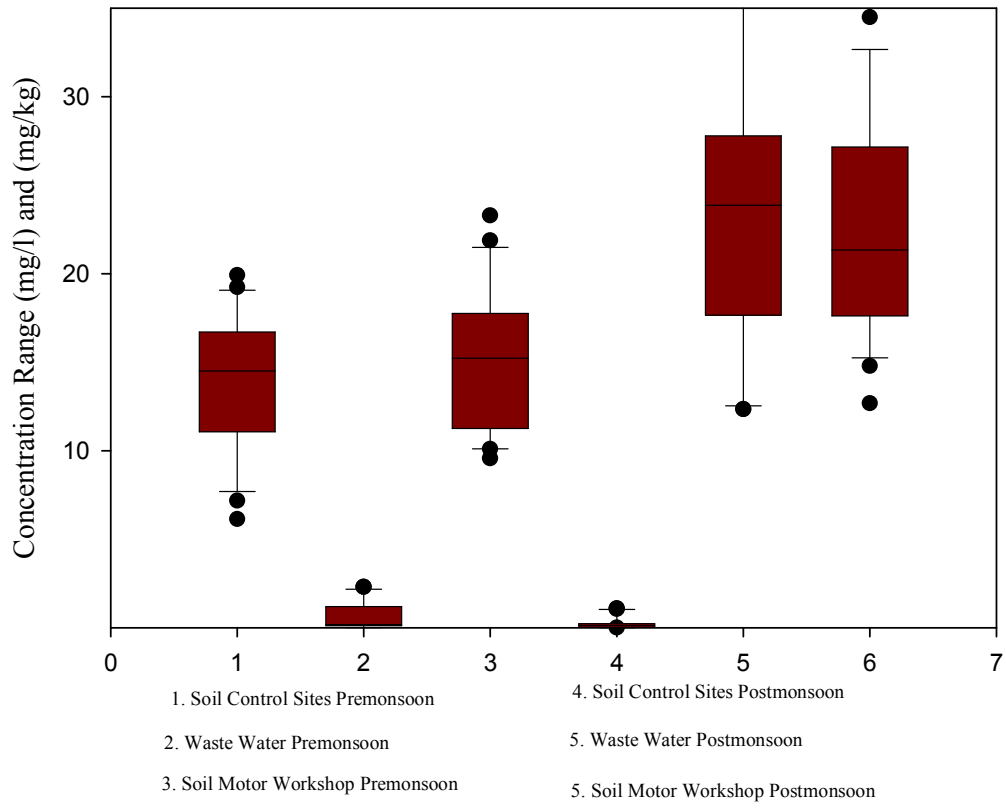 Concentration Range (mg/l) and (mg/kg)
30
20
10
0 1 2 3 4 5 6 7
1. Soil Control Sites Premonsoon
2. Waste Water Premonsoon
3. Soil Motor Workshop Premonsoon
4. Soil Control Sites Postmonsoon
5. Waste Water Postmonsoon
5. Soil Motor Workshop Postmonsoon